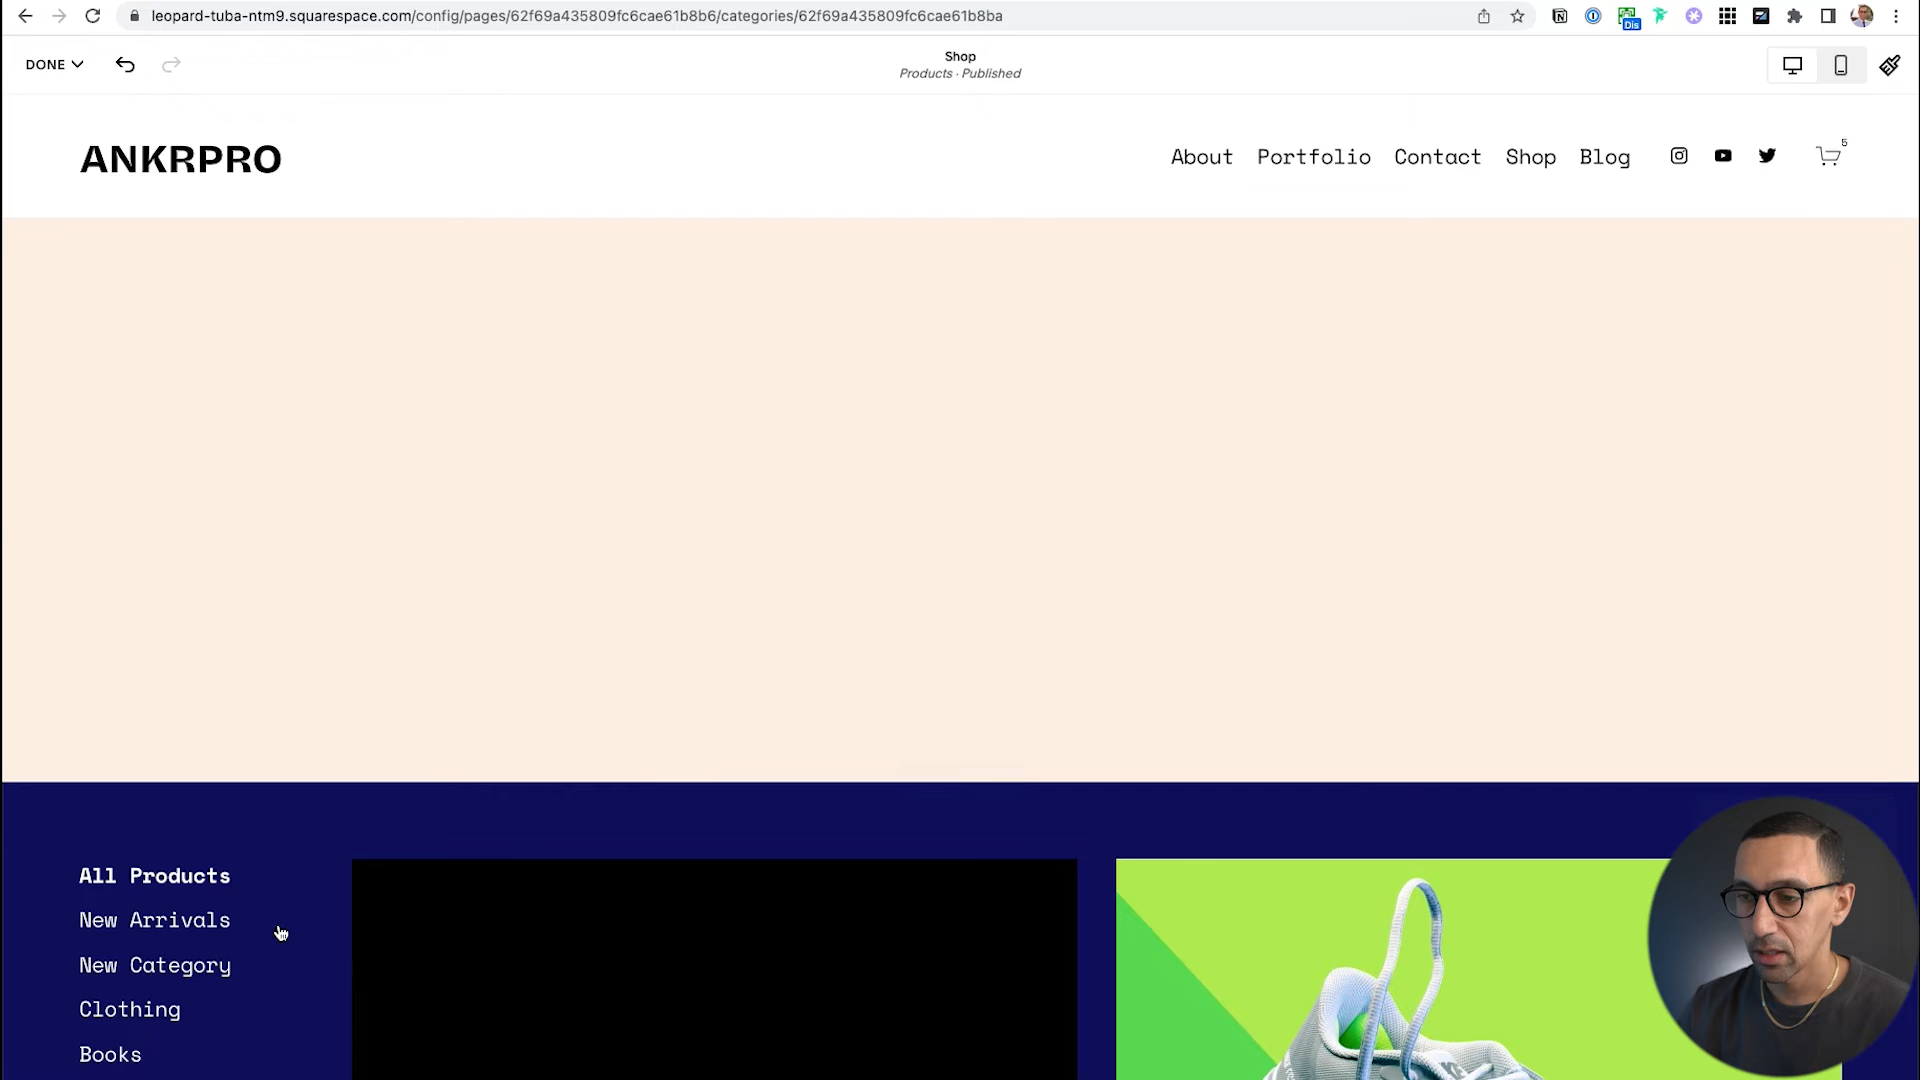 leopard-tuba-ntm9.squarespace.com/config/pages/62f69a435809fc6cae61b8b6/categories/62f69a435809fc6cae61b8ba
Dis
DONE
Shop
Products · Published
ANKRPRO
About Portfolio Contact Shop Blog
5
All Products
New Arrivals
New Category
Clothing
Books